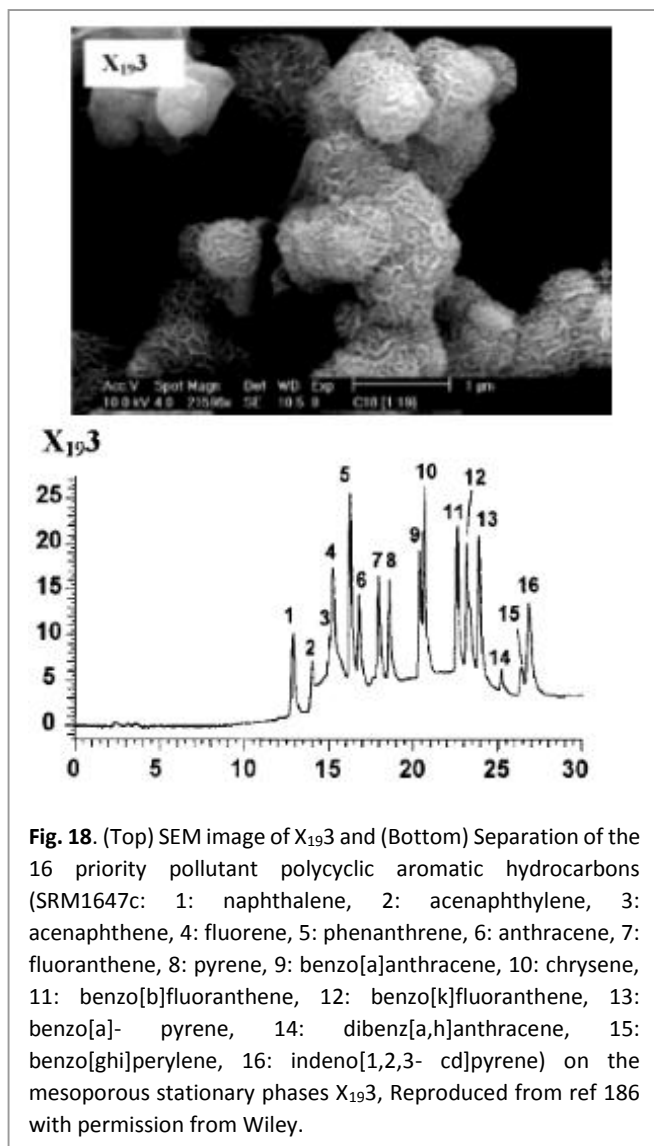 X₁₉3
Acc.V Spot Magn Det WD Exp 1 µm
10.0 kV 4.0 SE 10.5
X₁₉3
25
20
15
10
5
0
1
2
3
4
5
6
7
8
9
10
11
12
13
14
15
16
0 5 10 15 20 25 30
Fig. 18. (Top) SEM image of X₁₉3 and (Bottom) Separation of the
16 priority pollutant polycyclic aromatic hydrocarbons
(SRM1647c: 1: naphthalene, 2: acenaphthylene, 3:
acenaphthene, 4: fluorene, 5: phenanthrene, 6: anthracene, 7:
fluoranthene, 8: pyrene, 9: benzo[a]anthracene, 10: chrysene,
11: benzo[b]fluoranthene, 12: benzo[k]fluoranthene, 13:
benzo[a]- pyrene, 14: dibenz[a,h]anthracene, 15:
benzo[ghi]perylene, 16: indeno[1,2,3- cd]pyrene) on the
mesoporous stationary phases X₁₉3, Reproduced from ref 186
with permission from Wiley.